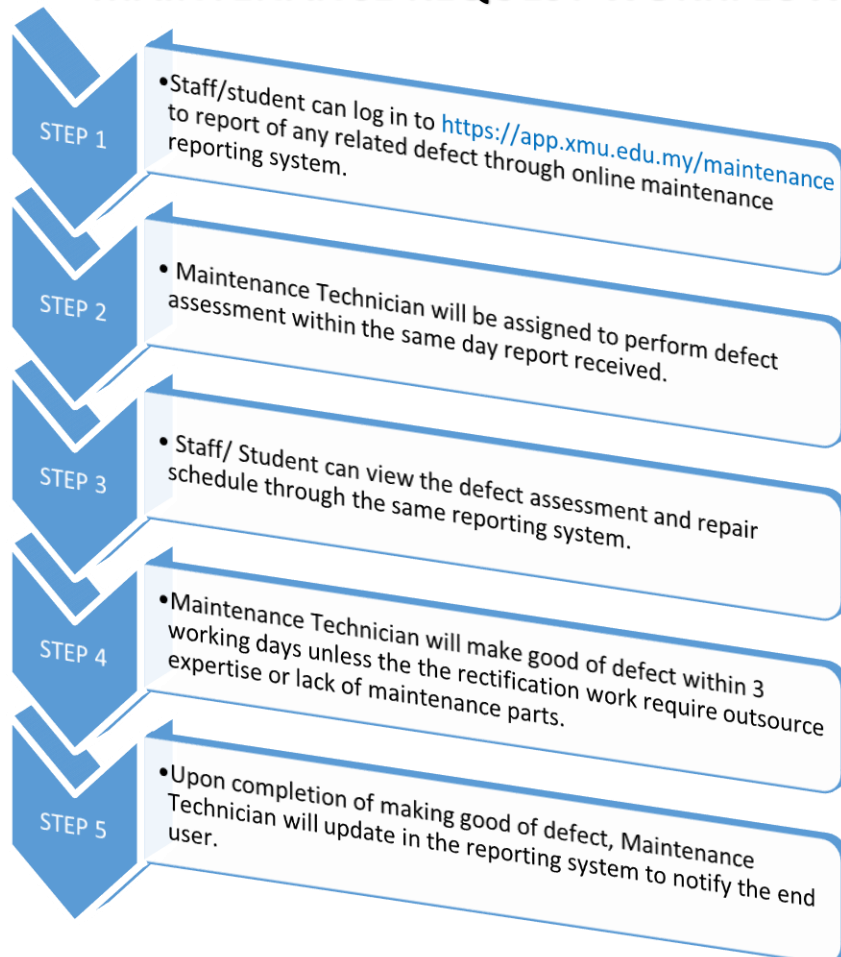 STEP 1
•Staff/student can log in to https://app.xmu.edu.my/maintenance
to report of any related defect through online maintenance
reporting system.
STEP 2
• Maintenance Technician will be assigned to perform defect
assessment within the same day report received.
STEP 3
• Staff/ Student can view the defect assessment and repair
schedule through the same reporting system.
STEP 4
•Maintenance Technician will make good of defect within 3
working days unless the the rectification work require outsource
expertise or lack of maintenance parts.
STEP 5
•Upon completion of making good of defect, Maintenance
Technician will update in the reporting system to notify the end
user.